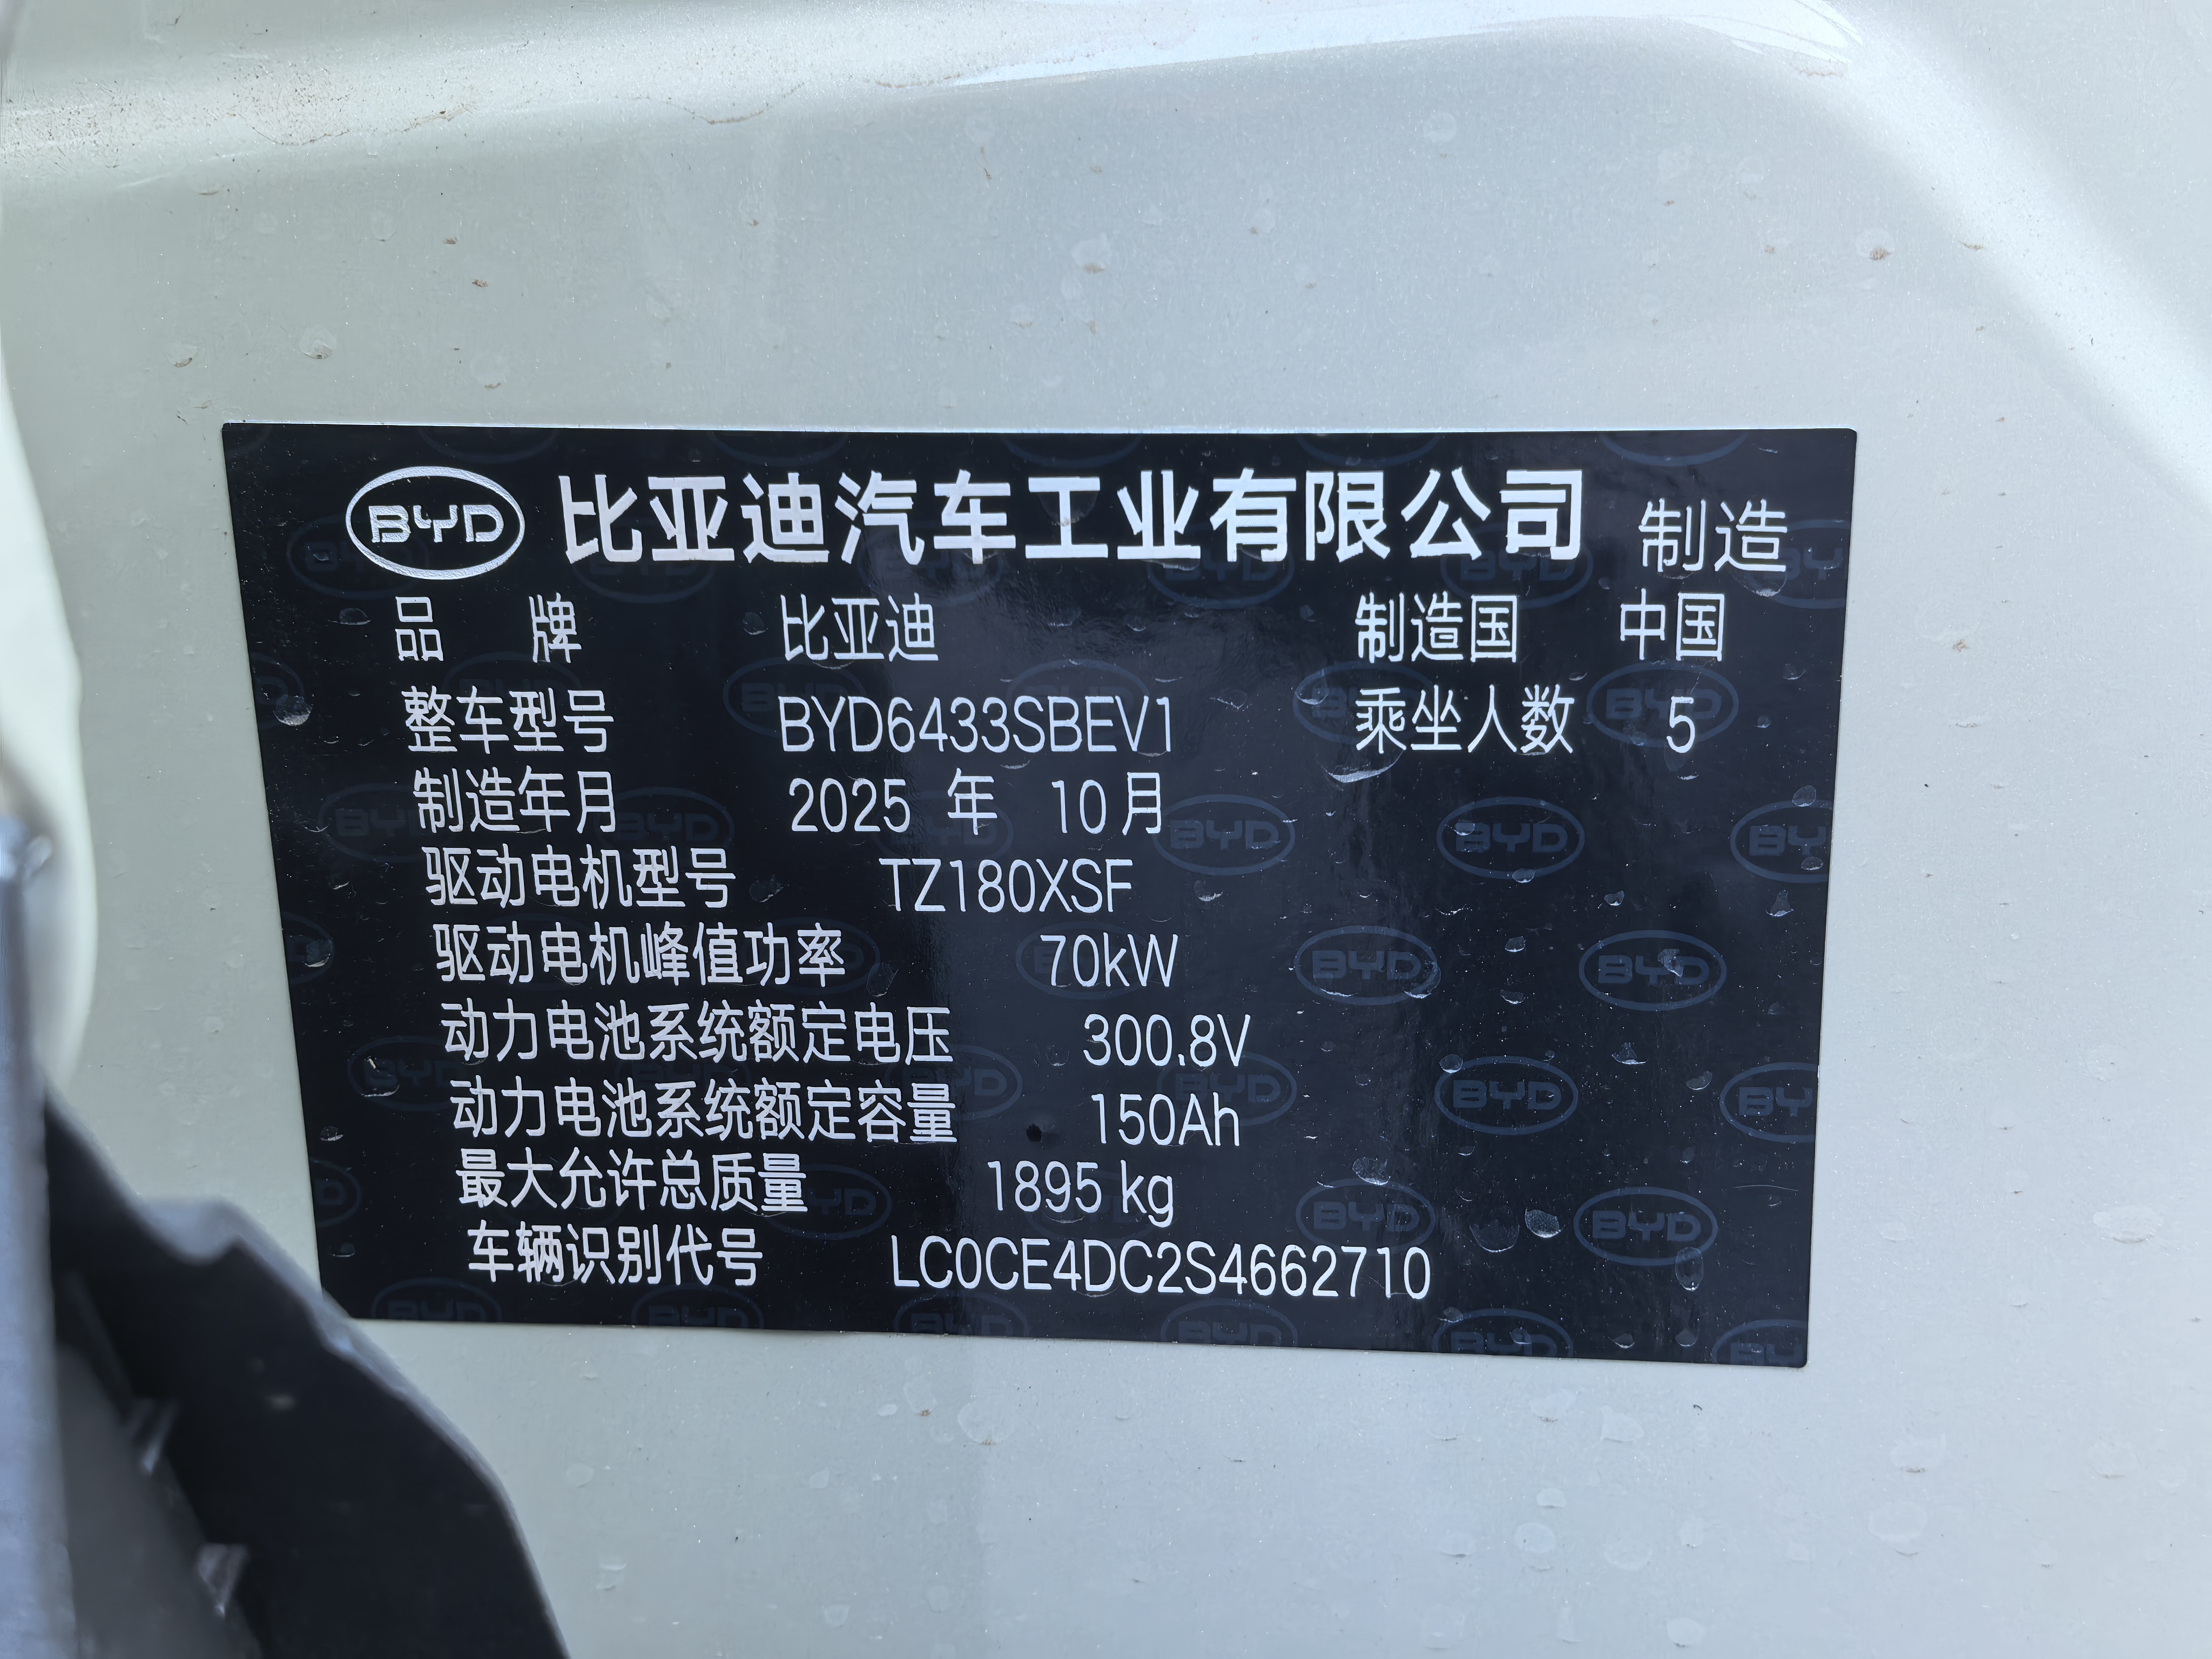 BYD 比亚迪汽车工业有限公司 制造
品 牌 比亚迪 制造国 中国
整车型号 BYD6433SBEV1 乘坐人数 5
制造年月 2025 年 10月
驱动电机型号 TZ180XSF
驱动电机峰值功率 70kW
动力电池系统额定电压 300.8V
动力电池系统额定容量 150Ah
最大允许总质量 1895 kg
车辆识别代号 LC0CE4DC2S4662710